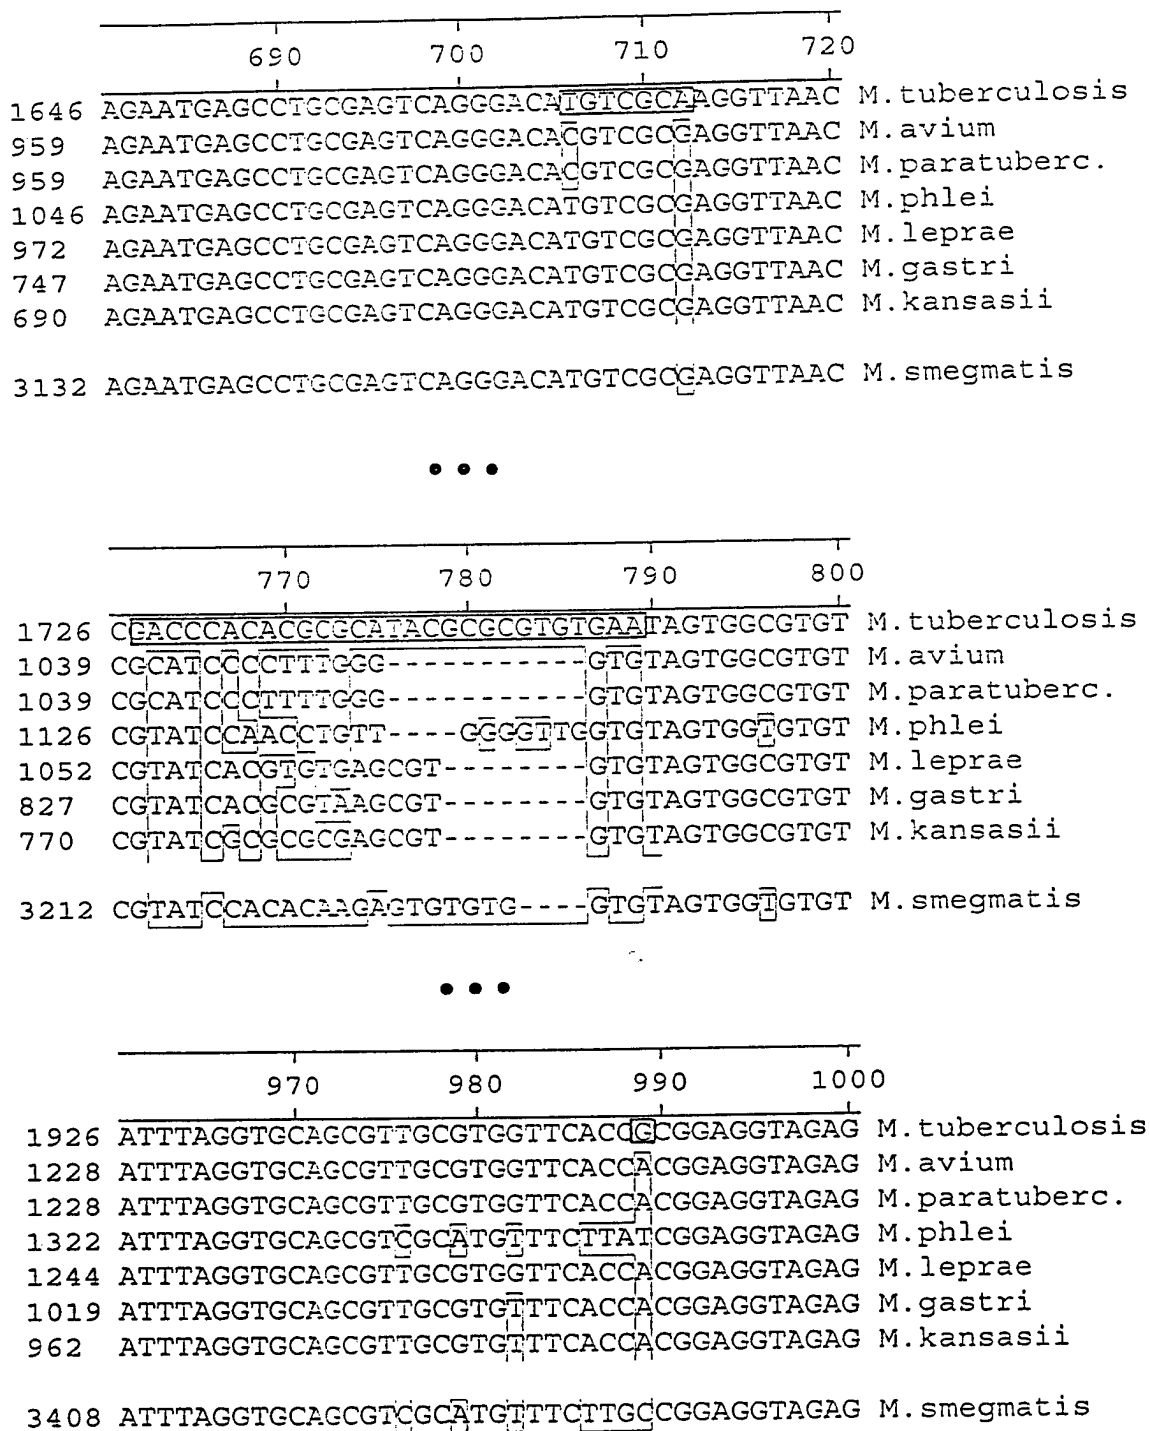 690 700 710 720
1646 AGAATGAGCCTGCGAGTCAGGGACATGTCGCAAGGTTAAC M.tuberculosis
959 AGAATGAGCCTGCGAGTCAGGGACACGTCGCGAGGTTAAC M.avium
959 AGAATGAGCCTGCGAGTCAGGGACACGTCGCGAGGTTAAC M.paratuberc.
1046 AGAATGAGCCTGCGAGTCAGGGACATGTCGCGAGGTTAAC M.phlei
972 AGAATGAGCCTGCGAGTCAGGGACATGTCGCGAGGTTAAC M.leprae
747 AGAATGAGCCTGCGAGTCAGGGACATGTCGCGAGGTTAAC M.gastri
690 AGAATGAGCCTGCGAGTCAGGGACATGTCGCGAGGTTAAC M.kansasii
3132 AGAATGAGCCTGCGAGTCAGGGACATGTCGCGAGGTTAAC M.smegmatis
• • •
770 780 790 800
1726 CGACCCACACGCGCATACGCGCGTGTGAATAGTGGCGTGT M.tuberculosis
1039 CGCATCCCCTTTGGG-----------GTGTAGTGGCGTGT M.avium
1039 CGCATCCCCTTTTGGG-----------GTGTAGTGGCGTGT M.paratuberc.
1126 CGTATCCAACCTGTT----GGGGTTGGTGTAGTGGTGTGT M.phlei
1052 CGTATCACGTGTGAGCGT--------GTGTAGTGGCGTGT M.leprae
827 CGTATCACGCGTAAGCGT--------GTGTAGTGGCGTGT M.gastri
770 CGTATCGCGCGCGAGCGT--------GTGTAGTGGCGTGT M.kansasii
3212 CGTATCCACACAAGAGTGTGTG----GTGTAGTGGTGTGT M.smegmatis
• • •
970 980 990 1000
1926 ATTTAGGTGCAGCGTTGCGTGGTTCACCGCGGAGGTAGAG M.tuberculosis
1228 ATTTAGGTGCAGCGTTGCGTGGTTCACCACGGAGGTAGAG M.avium
1228 ATTTAGGTGCAGCGTTGCGTGGTTCACCACGGAGGTAGAG M.paratuberc.
1322 ATTTAGGTGCAGCGTCGCATGTTTCTTATCGGAGGTAGAG M.phlei
1244 ATTTAGGTGCAGCGTTGCGTGGTTCACCACGGAGGTAGAG M.leprae
1019 ATTTAGGTGCAGCGTTGCGTGTTTCACCACGGAGGTAGAG M.gastri
962 ATTTAGGTGCAGCGTTGCGTGTTTCACCACGGAGGTAGAG M.kansasii
3408 ATTTAGGTGCAGCGTCGCATGTTTCTTGCCGGAGGTAGAG M.smegmatis